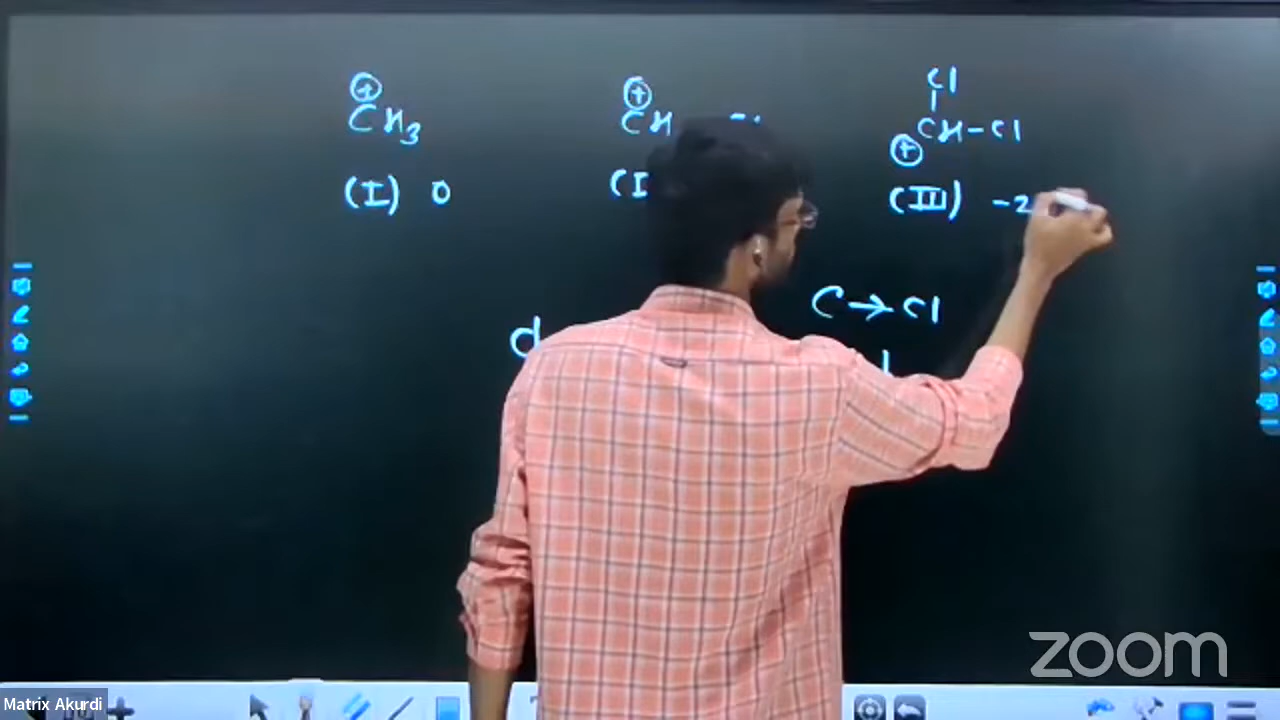 ⊕ ⊕ Cl
CH3 CH CH-Cl
⊕
(I) 0 (I (III) -2
C → Cl
d
zoom
Matrix Akurdi